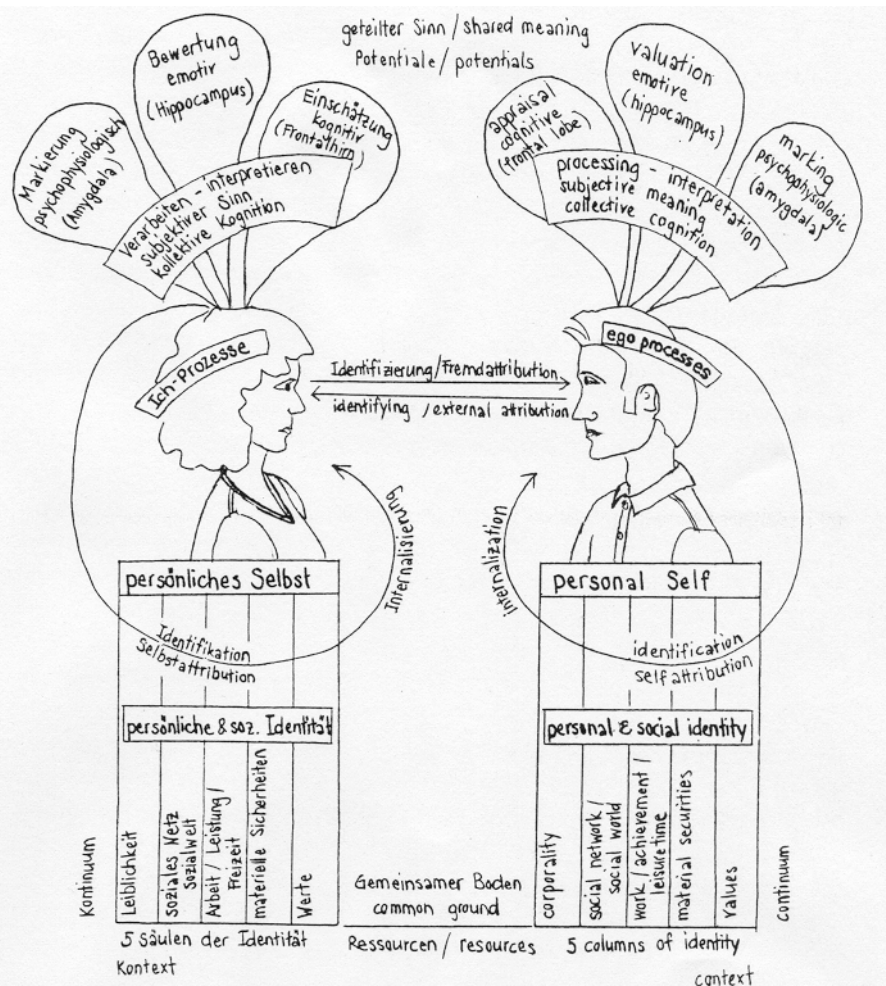 geteilter Sinn / shared meaning
Potentiale / potentials
Markierung
psychophysiologisch
(Amygdala)
Bewertung
emotiv
(Hippocampus)
Einschätzung
kognitiv
(Frontalhirn)
Verarbeiten - interpretieren
subjektiver Sinn
kollektive Kognition
appraisal
cognitive
(frontal lobe)
valuation
emotive
(hippocampus)
marking
psychophysiologic
(amygdala)
processing - interpretation
subjective meaning
collective cognition
Ich-Prozesse
ego processes
Identifizierung/Fremdattribution
identifying / external attribution
Internalisierung
internalization
persönliches Selbst
Identifikation
Selbstattribution
persönliche & soz. Identität
Kontinuum
Leiblichkeit
soziales Netz
Sozialwelt
Arbeit / Leistung /
Freizeit
materielle Sicherheiten
Werte
5 Säulen der Identität
Kontext
Gemeinsamer Boden
common ground
Ressourcen / resources
personal Self
identification
self attribution
personal & social identity
corporality
social network /
social world
work / achievement /
leisure time
material securities
values
continuum
5 columns of identity
context